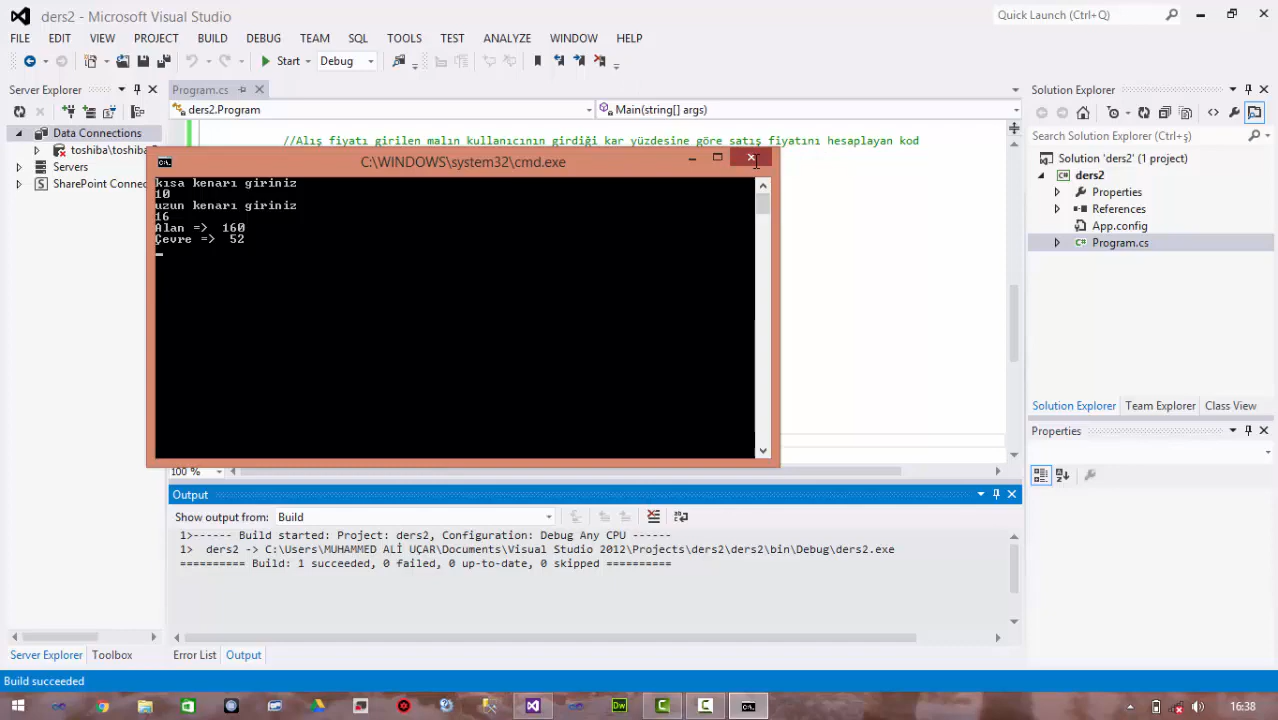 ders2 - Microsoft Visual Studio
Quick Launch (Ctrl+Q)
FILE EDIT VIEW PROJECT BUILD DEBUG TEAM SQL TOOLS TEST ANALYZE WINDOW HELP
Start Debug
Server Explorer
Program.cs
Solution Explorer
ders2.Program
Main(string[] args)
Data Connections
toshiba\toshiba
Servers
SharePoint Connec
//Alış fiyatı girilen malın kullanıcının girdiği kar yüzdesine göre satış fiyatını hesaplayan kod
C:\WINDOWS\system32\cmd.exe
kısa kenarı giriniz
10
uzun kenarı giriniz
16
Alan => 160
Çevre => 52
Search Solution Explorer (Ctrl+ş)
Solution 'ders2' (1 project)
ders2
Properties
References
App.config
Program.cs
Solution Explorer Team Explorer Class View
Properties
100 %
Output
Show output from: Build
1>------ Build started: Project: ders2, Configuration: Debug Any CPU ------
1>  ders2 -> C:\Users\MUHAMMED ALİ UÇAR\Documents\Visual Studio 2012\Projects\ders2\ders2\bin\Debug\ders2.exe
========== Build: 1 succeeded, 0 failed, 0 up-to-date, 0 skipped ==========
Server Explorer Toolbox
Error List Output
Build succeeded
Dw
16:38